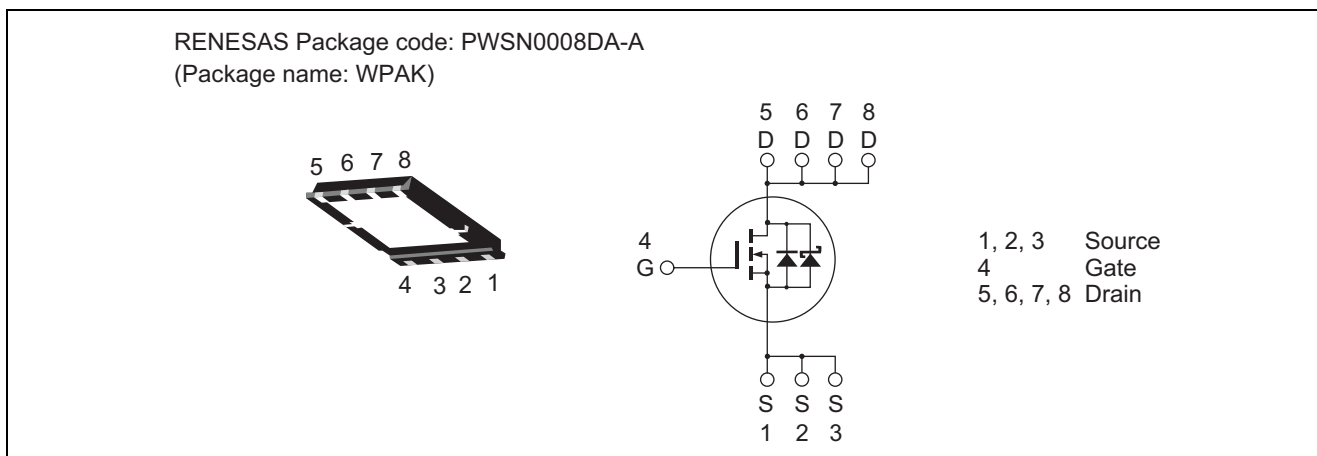 RENESAS Package code: PWSN0008DA-A
(Package name: WPAK)
5 6 7 8
4 3 2 1
5 6 7 8
D D D D
4
G
S S S
1 2 3
1, 2, 3 Source
4 Gate
5, 6, 7, 8 Drain